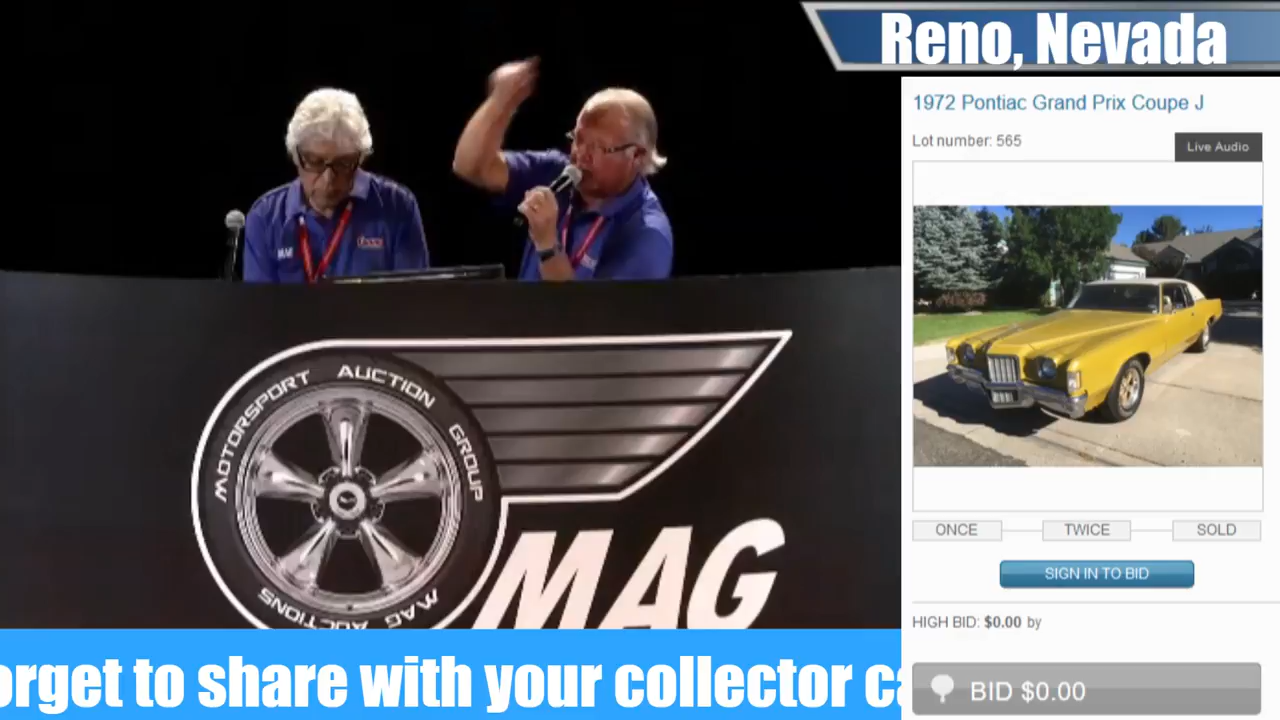 Reno, Nevada
1972 Pontiac Grand Prix Coupe J
Lot number: 565
Live Audio
MOTORSPORT AUCTION GROUP
MAG AUCTIONS
MAG
ONCE
TWICE
SOLD
SIGN IN TO BID
HIGH BID: $0.00 by
BID $0.00
orget to share with your collector ca